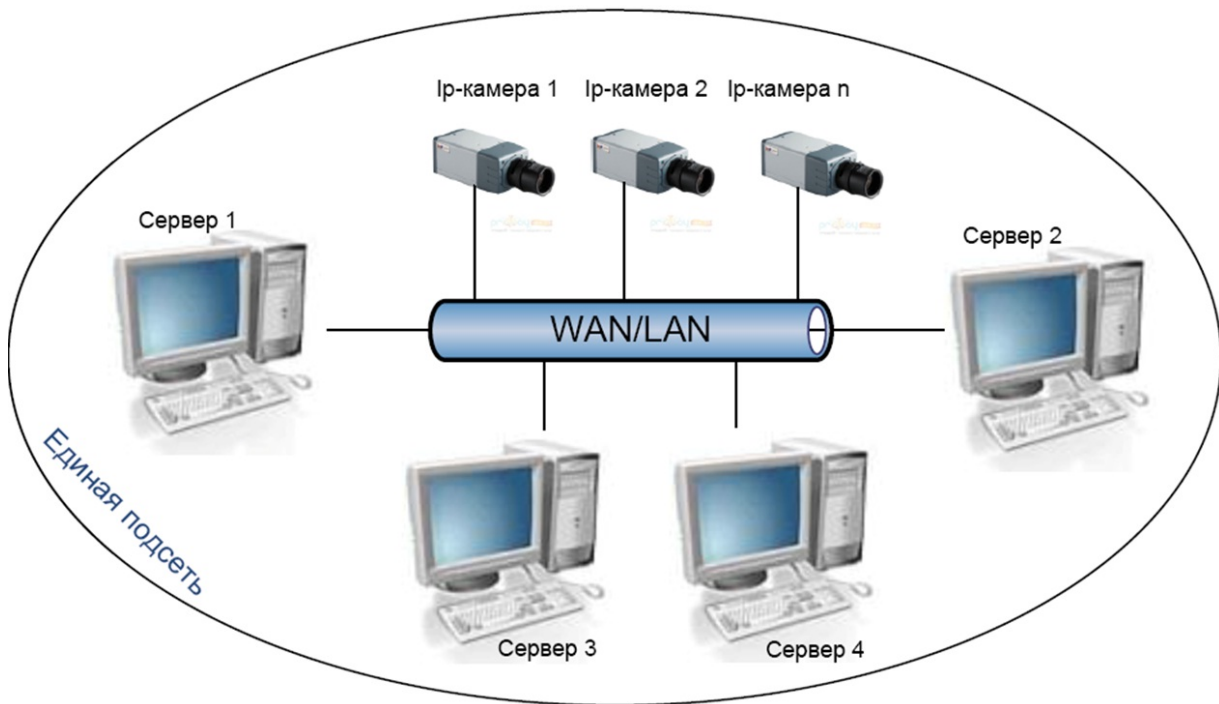 Ip-камера 1 Ip-камера 2 Ip-камера n
Сервер 1
Сервер 2
WAN/LAN
Единая подсеть
Сервер 3
Сервер 4